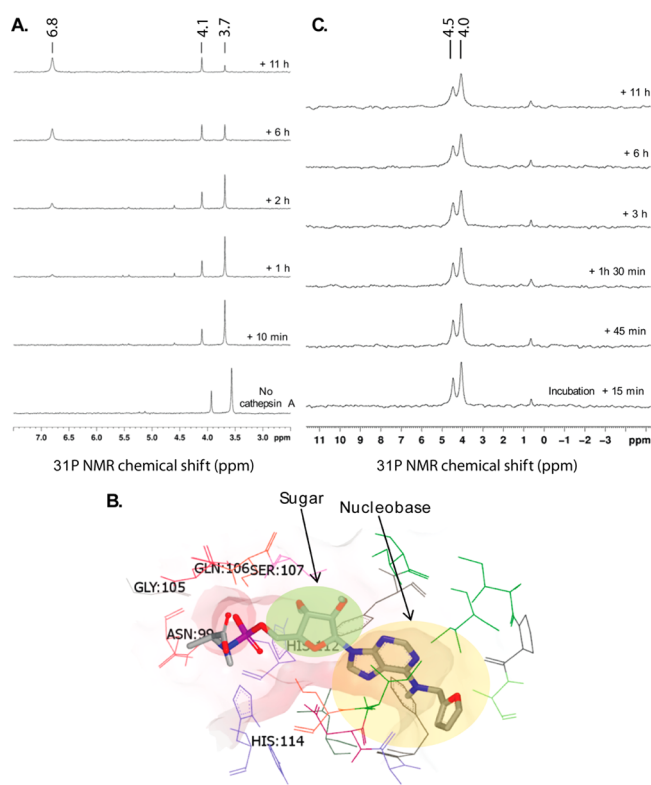 A.
6.8
4.1
3.7
+ 11 h
+ 6 h
+ 2 h
+ 1 h
+ 10 min
No
cathepsin A
7.0 6.5 6.0 5.5 5.0 4.5 4.0 3.5 3.0 ppm
31P NMR chemical shift (ppm)
C.
4.5
4.0
+ 11 h
+ 6 h
+ 3 h
+ 1h 30 min
+ 45 min
Incubation + 15 min
11 10 9 8 7 6 5 4 3 2 1 0 −1 −2 −3 ppm
31P NMR chemical shift (ppm)
B.
Sugar
Nucleobase
GLN:106 SER:107
GLY:105
ASN:99
HIS:114